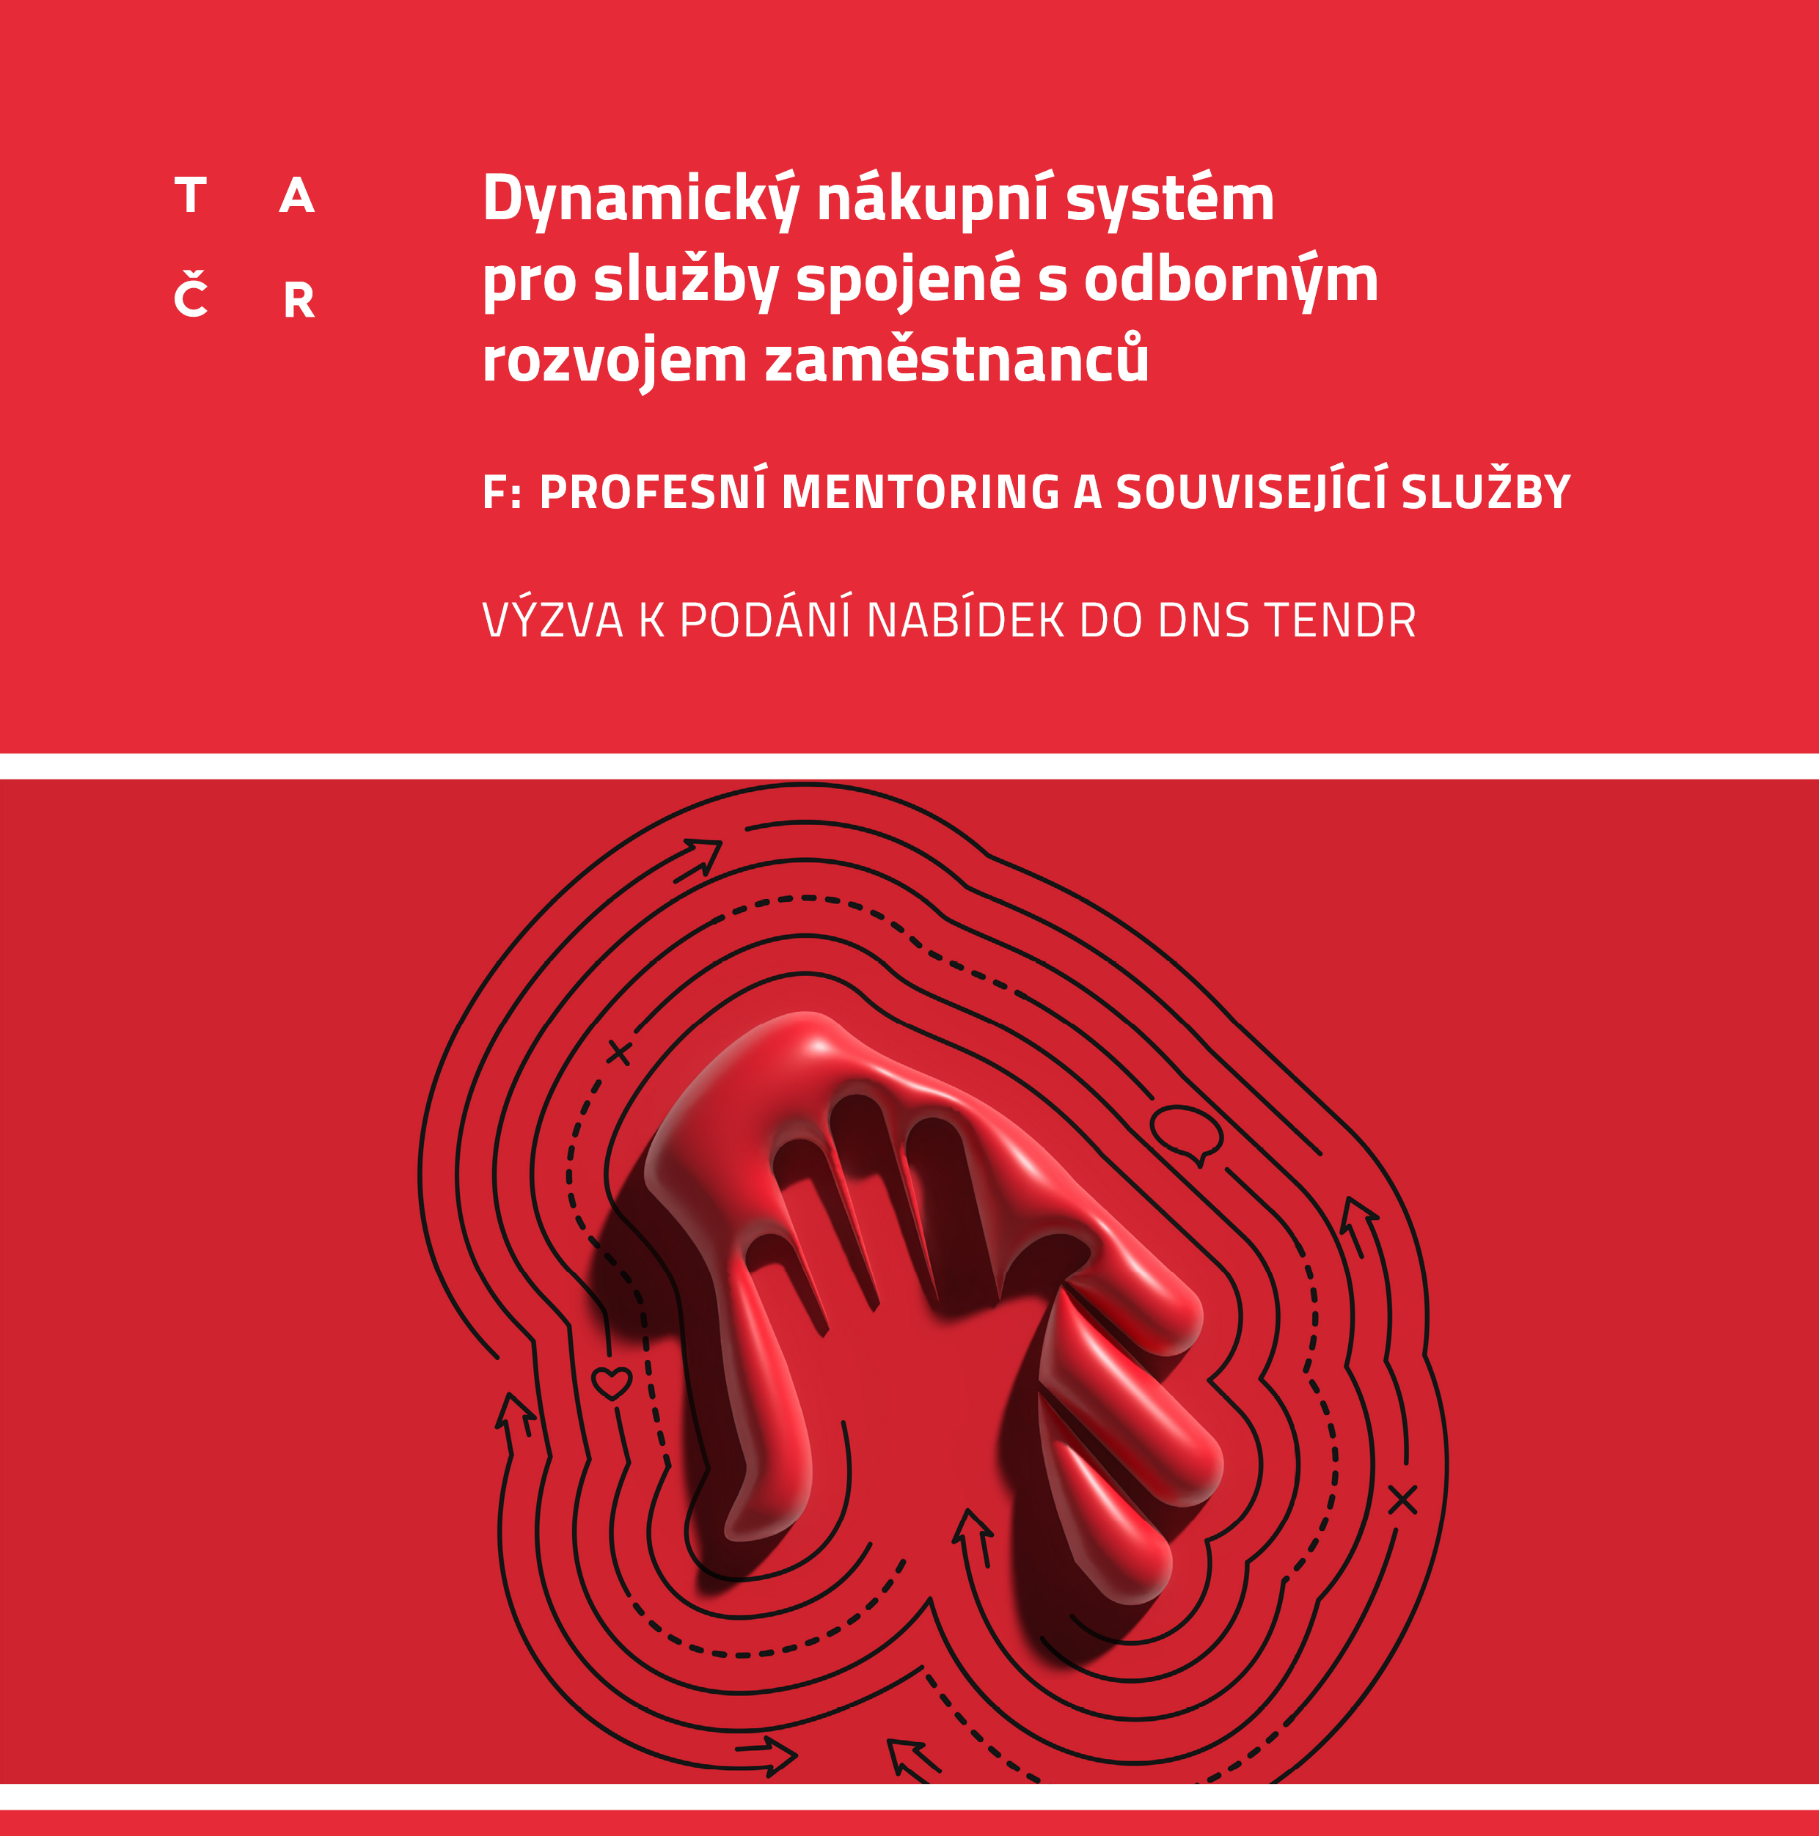 T A
Č R
Dynamický nákupní systém
pro služby spojené s odborným
rozvojem zaměstnanců
F: PROFESNÍ MENTORING A SOUVISEJÍCÍ SLUŽBY
VÝZVA K PODÁNÍ NABÍDEK DO DNS TENDR